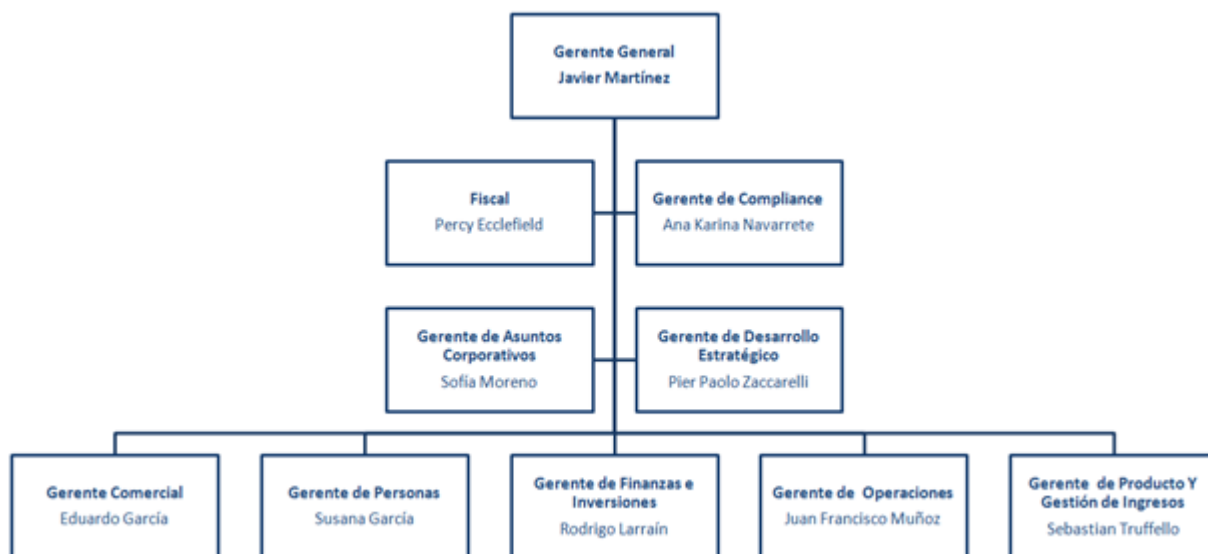 Gerente General
Javier Martínez
Fiscal
Percy Ecclefield
Gerente de Compliance
Ana Karina Navarrete
Gerente de Asuntos
Corporativos
Sofía Moreno
Gerente de Desarrollo
Estratégico
Pier Paolo Zaccarelli
Gerente Comercial
Eduardo García
Gerente de Personas
Susana García
Gerente de Finanzas e
Inversiones
Rodrigo Larraín
Gerente de Operaciones
Juan Francisco Muñoz
Gerente de Producto Y
Gestión de Ingresos
Sebastian Truffello